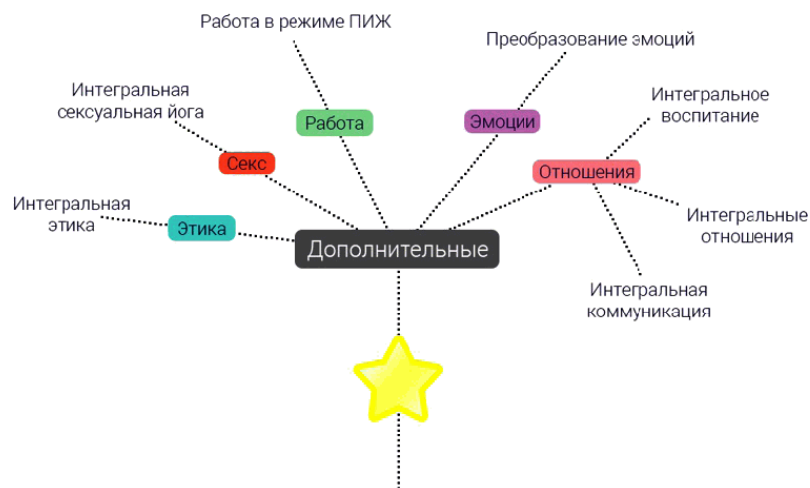 Работа в режиме ПИЖ
Преобразование эмоций
Интегральная
сексуальная йога
Интегральное
воспитание
Работа
Эмоции
Секс
Отношения
Интегральная
этика
Этика
Интегральные
отношения
Дополнительные
Интегральная
коммуникация